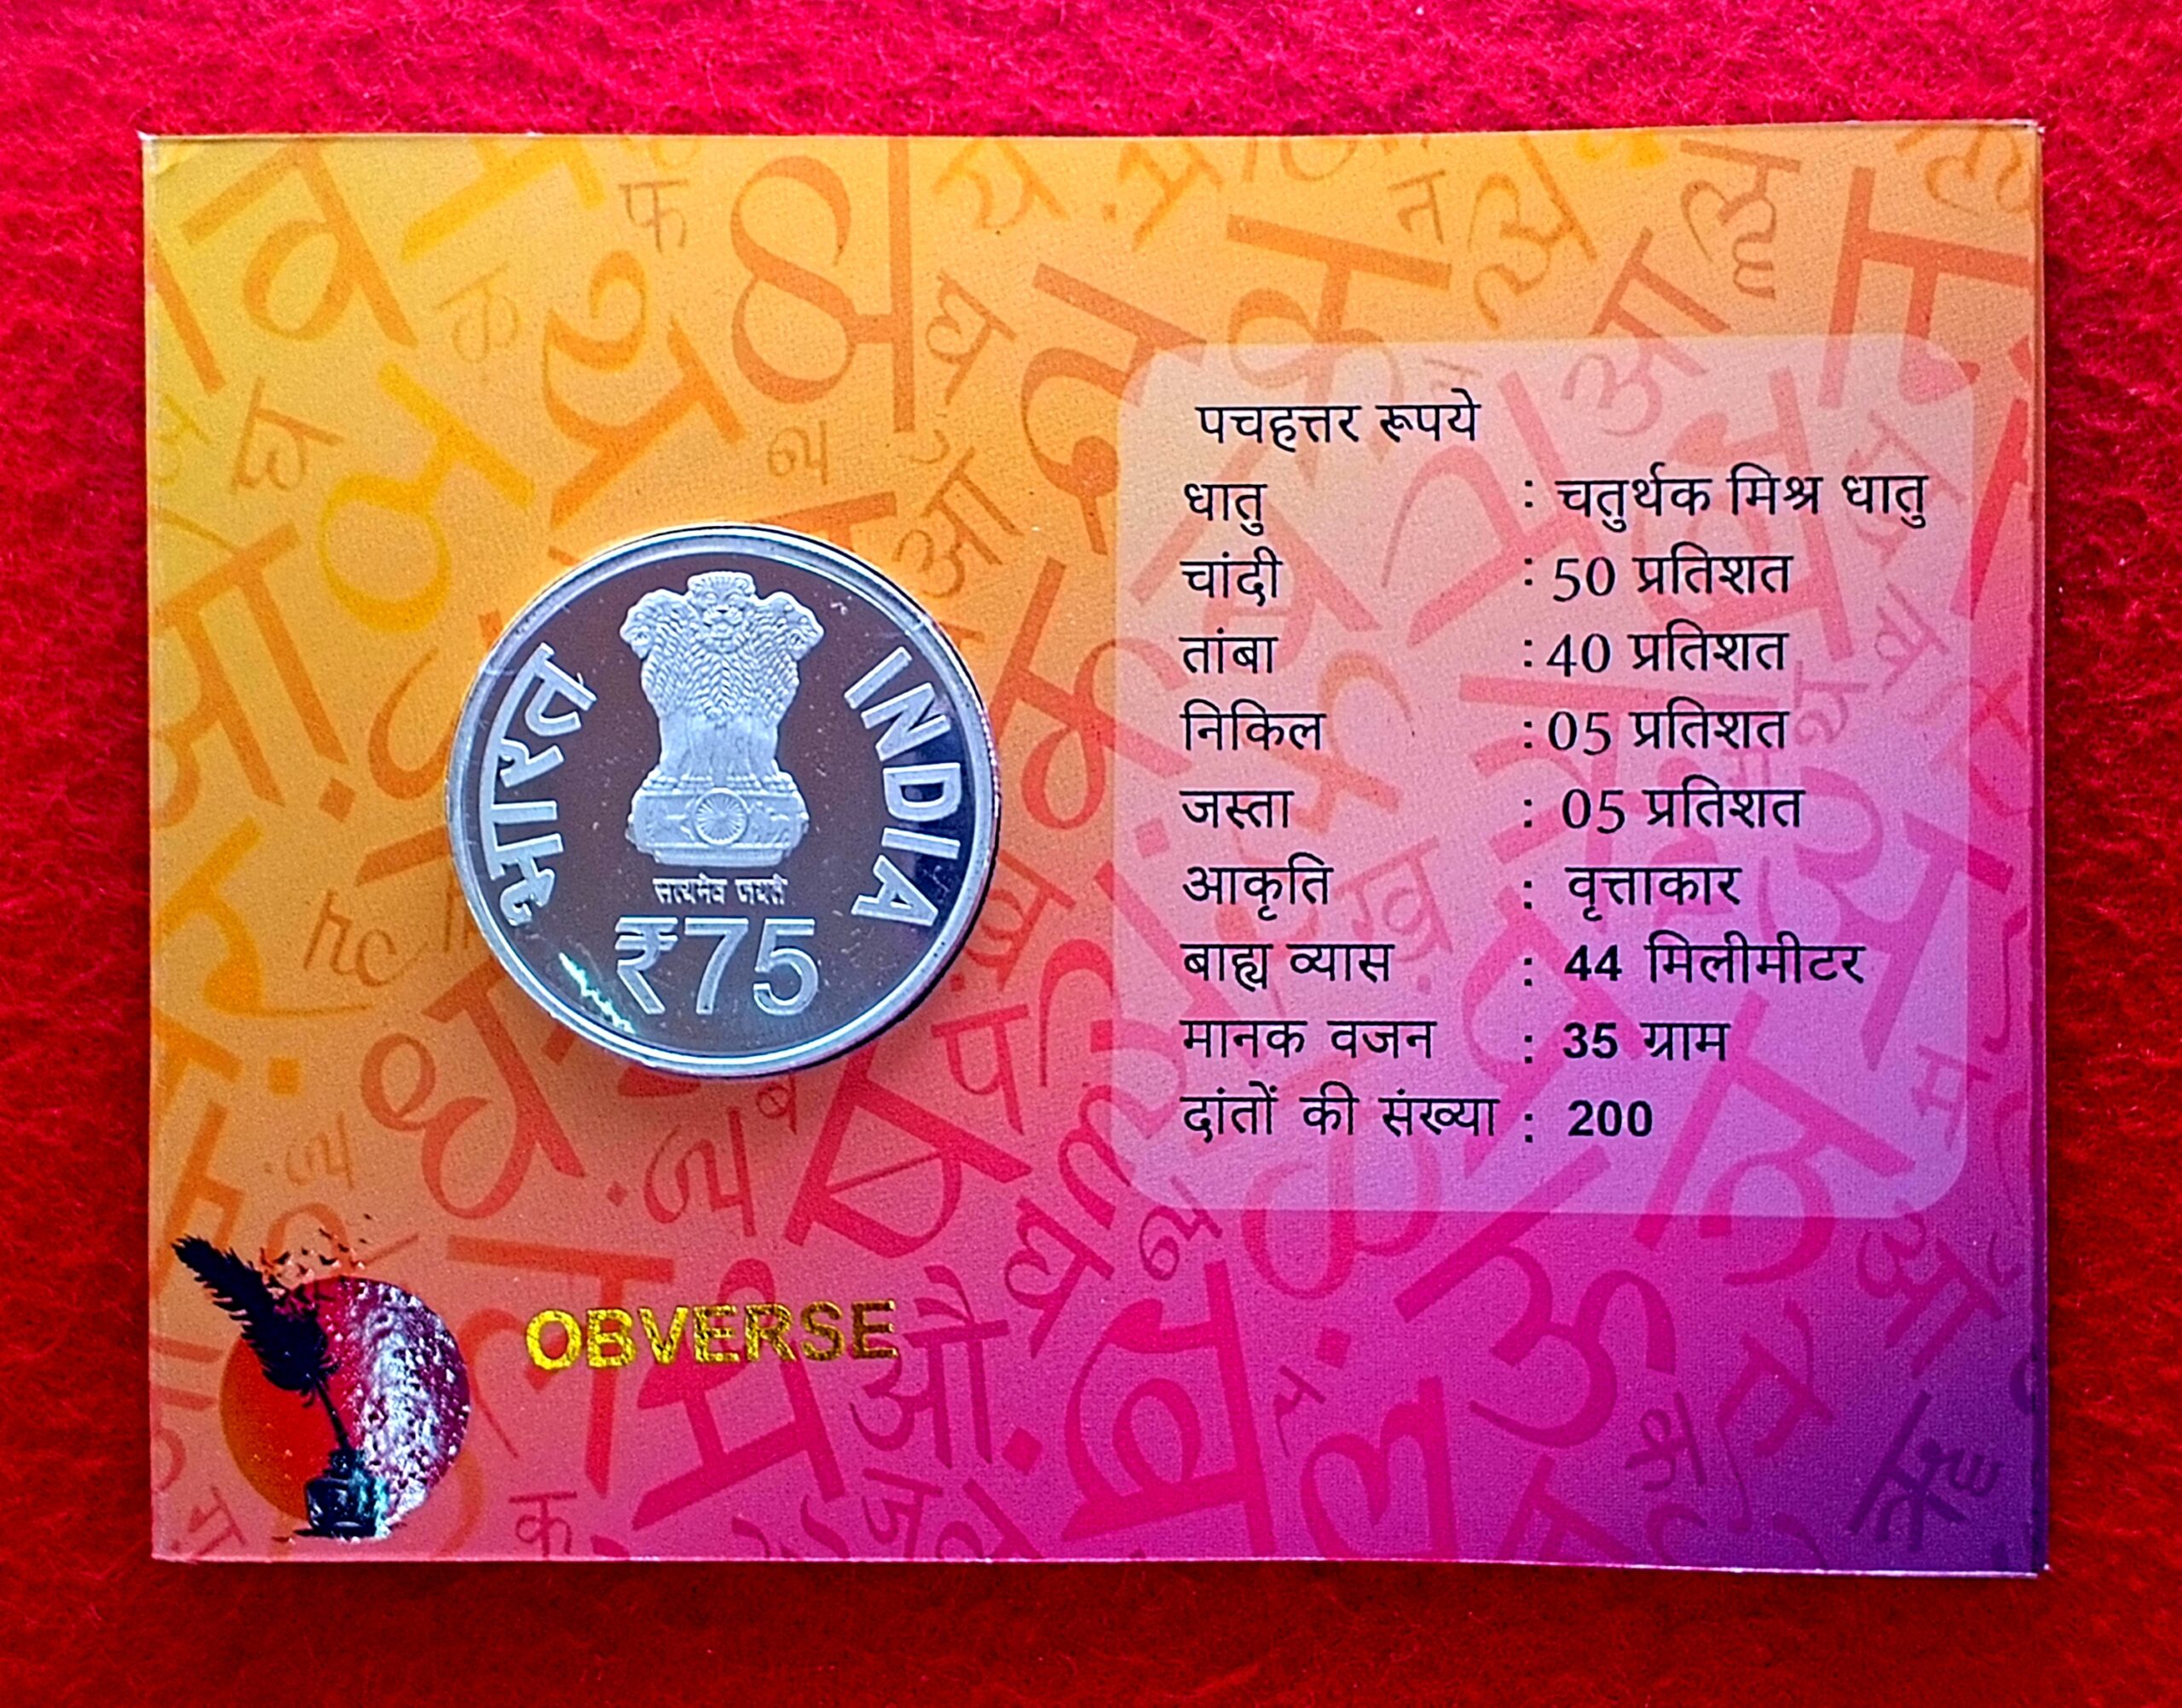 पचहत्तर रूपये
धातु : चतुर्थक मिश्र धातु
चांदी : 50 प्रतिशत
तांबा : 40 प्रतिशत
निकिल : 05 प्रतिशत
जस्ता : 05 प्रतिशत
आकृति : वृत्ताकार
बाह्य व्यास : 44 मिलीमीटर
मानक वजन : 35 ग्राम
दांतों की संख्या : 200
भारत
INDIA
सत्यमेव जयते
₹75
OBVERSE